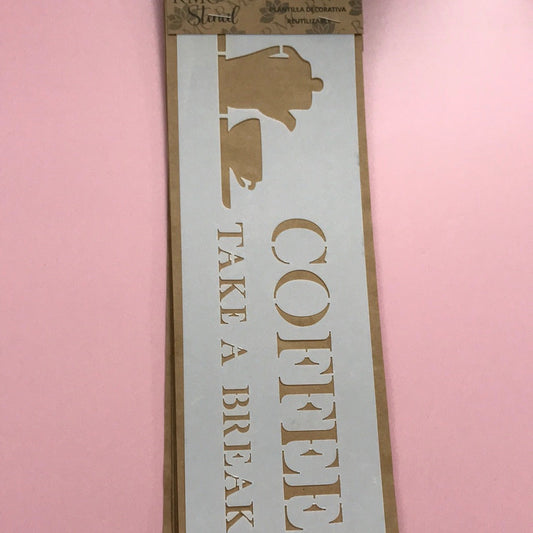 Stencil
PLANTILLA DECORATIVA
REUTILIZABLE
COFFEE
TAKE A BREAK